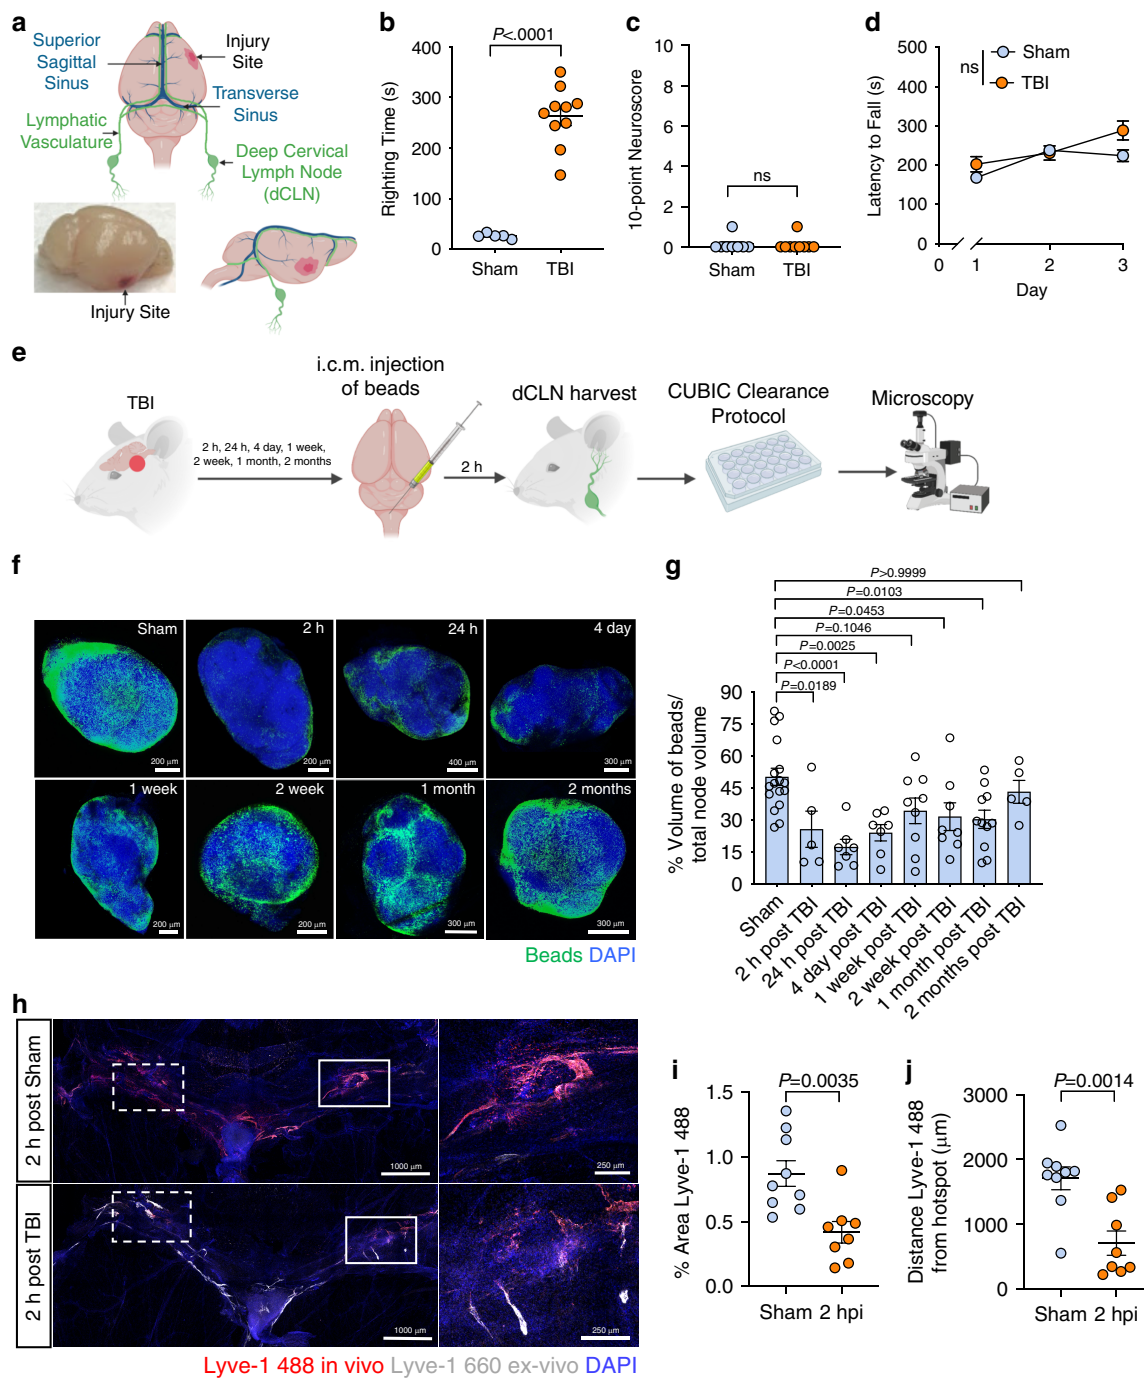 a
Superior
Sagittal
Sinus
Injury
Site
Transverse
Sinus
Lymphatic
Vasculature
Deep Cervical
Lymph Node
(dCLN)
Injury Site
b
P<.0001
Righting Time (s)
400
300
200
100
0
Sham
TBI
c
10-point Neuroscore
10
8
6
4
2
0
ns
Sham
TBI
d
Latency to Fall (s)
500
400
300
200
100
0
ns
Sham
TBI
0
1
2
3
Day
e
TBI
2 h, 24 h, 4 day, 1 week,
2 week, 1 month, 2 months
i.c.m. injection
of beads
2 h
dCLN harvest
CUBIC Clearance
Protocol
Microscopy
f
Sham
200 µm
2 h
200 µm
24 h
400 µm
4 day
300 µm
1 week
200 µm
2 week
200 µm
1 month
300 µm
2 months
300 µm
Beads DAPI
g
P>0.9999
P=0.0103
P=0.0453
P=0.1046
P=0.0025
P<0.0001
P=0.0189
% Volume of beads/
total node volume
90
75
60
45
30
15
0
Sham
2 h post TBI
24 h post TBI
4 day post TBI
1 week post TBI
2 week post TBI
1 month post TBI
2 months post TBI
h
2 h post Sham
1000 µm
250 µm
2 h post TBI
1000 µm
250 µm
Lyve-1 488 in vivo Lyve-1 660 ex-vivo DAPI
i
P=0.0035
% Area Lyve-1 488
1.5
1.0
0.5
0.0
Sham 2 hpi
j
P=0.0014
Distance Lyve-1 488
from hotspot (µm)
3000
2000
1000
0
Sham 2 hpi